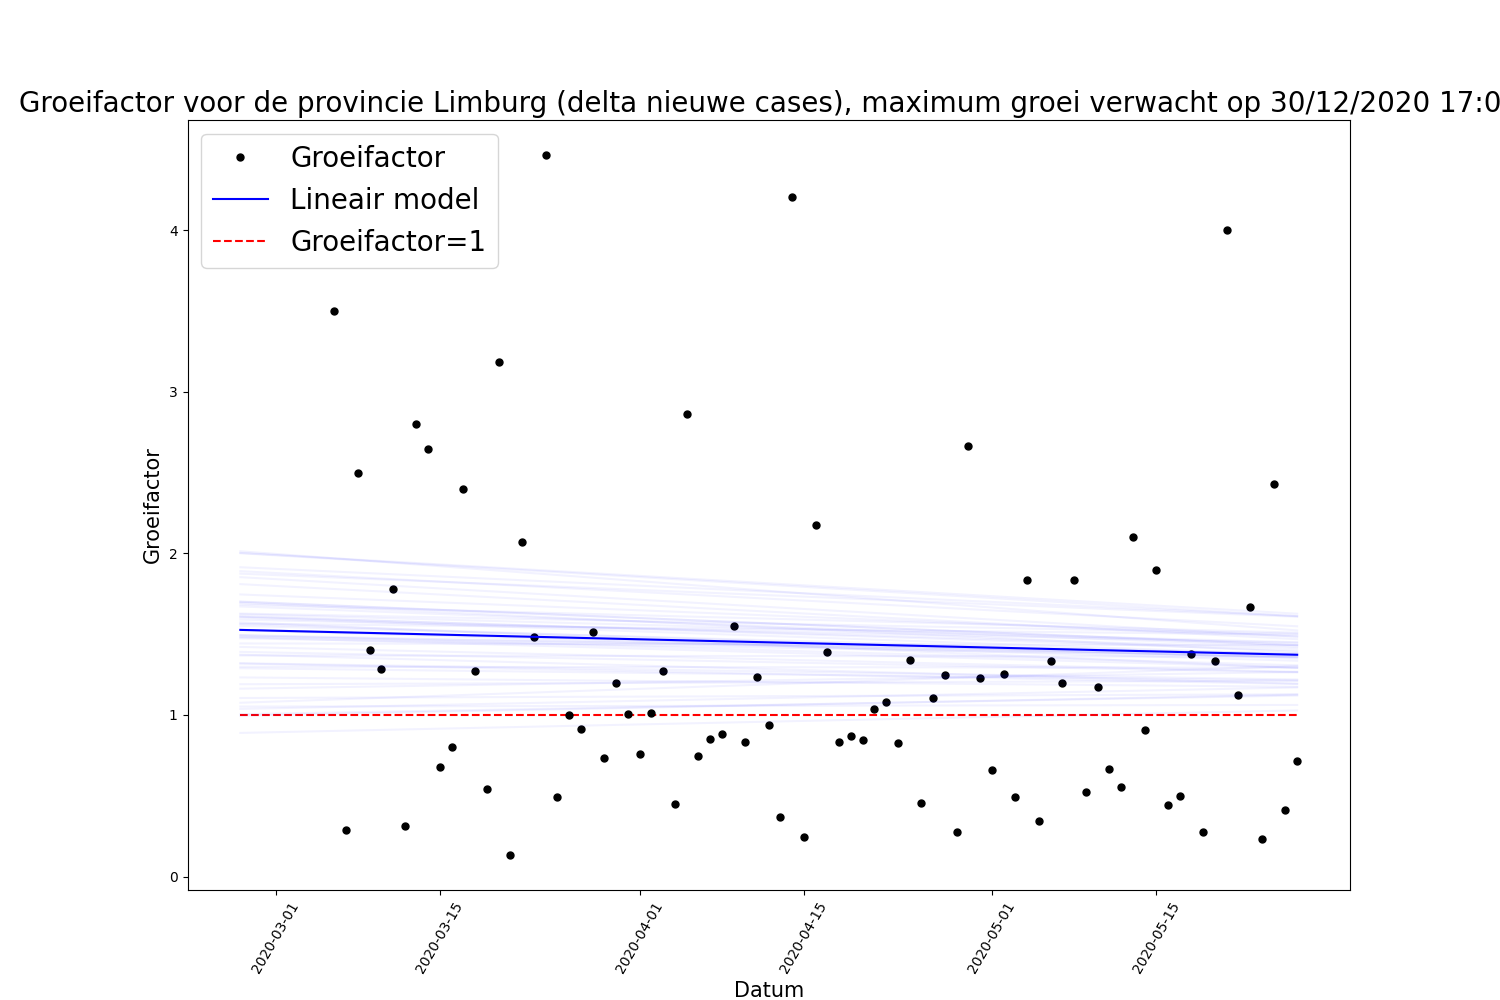 Groeifactor voor de provincie Limburg (delta nieuwe cases), maximum groei verwacht op 30/12/2020 17:0
Groeifactor
Lineair model
Groeifactor=1
4
3
2
1
0
Groeifactor
2020-03-01
2020-03-15
2020-04-01
2020-04-15
2020-05-01
2020-05-15
Datum